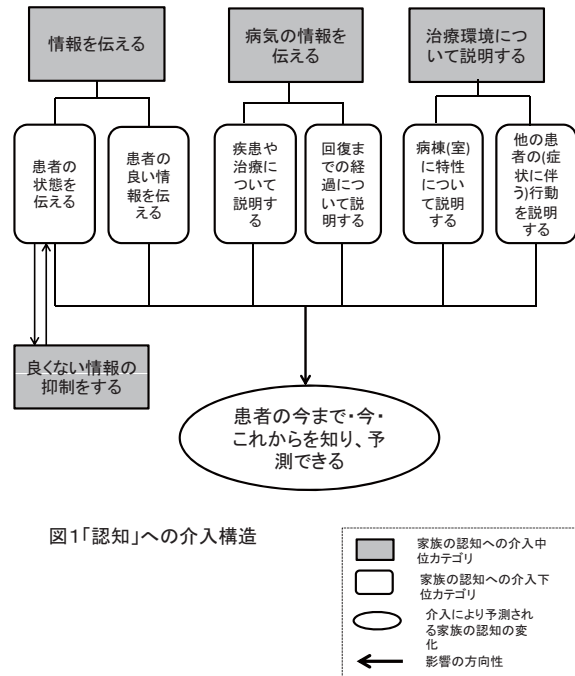 情報を伝える
病気の情報を
伝える
治療環境につ
いて説明する
患者の
状態を
伝える
患者の
良い情
報を伝
える
疾患や
治療につ
いて説明す
る
回復ま
での経
過につ
いて説
明する
病棟(室)
に特性に
ついて説
明する
他の患
者の(症
状に伴
う)行動
を説明
する
良くない情報の
抑制をする
患者の今まで・今・
これからを知り、予
測できる
図1「認知」への介入構造
家族の認知への介入中
位カテゴリ
家族の認知への介入下
位カテゴリ
介入により予測され
る家族の認知の変
化
影響の方向性